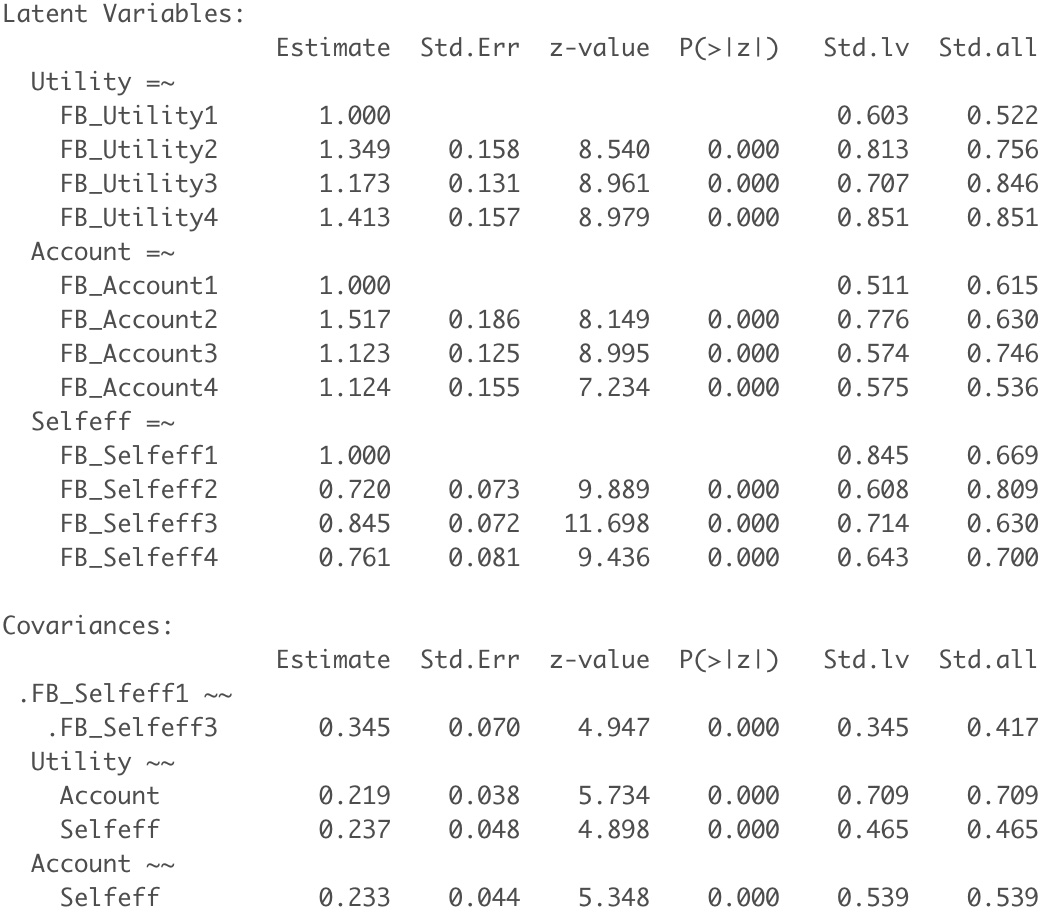 Latent Variables:
                   Estimate  Std.Err  z-value  P(>|z|)   Std.lv  Std.all
  Utility =~
    FB_Utility1       1.000                               0.603    0.522
    FB_Utility2       1.349    0.158    8.540    0.000    0.813    0.756
    FB_Utility3       1.173    0.131    8.961    0.000    0.707    0.846
    FB_Utility4       1.413    0.157    8.979    0.000    0.851    0.851
  Account =~
    FB_Account1       1.000                               0.511    0.615
    FB_Account2       1.517    0.186    8.149    0.000    0.776    0.630
    FB_Account3       1.123    0.125    8.995    0.000    0.574    0.746
    FB_Account4       1.124    0.155    7.234    0.000    0.575    0.536
  Selfeff =~
    FB_Selfeff1       1.000                               0.845    0.669
    FB_Selfeff2       0.720    0.073    9.889    0.000    0.608    0.809
    FB_Selfeff3       0.845    0.072   11.698    0.000    0.714    0.630
    FB_Selfeff4       0.761    0.081    9.436    0.000    0.643    0.700

Covariances:
                   Estimate  Std.Err  z-value  P(>|z|)   Std.lv  Std.all
 .FB_Selfeff1 ~~
   .FB_Selfeff3       0.345    0.070    4.947    0.000    0.345    0.417
  Utility ~~
    Account           0.219    0.038    5.734    0.000    0.709    0.709
    Selfeff           0.237    0.048    4.898    0.000    0.465    0.465
  Account ~~
    Selfeff           0.233    0.044    5.348    0.000    0.539    0.539